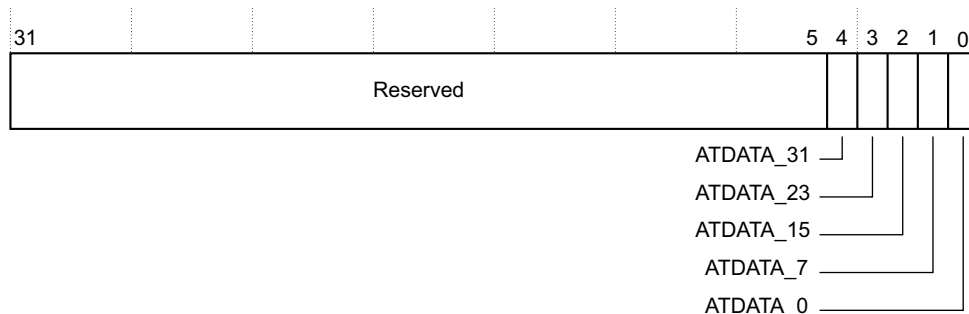 31 5 4 3 2 1 0
Reserved
ATDATA_31
ATDATA_23
ATDATA_15
ATDATA_7
ATDATA_0